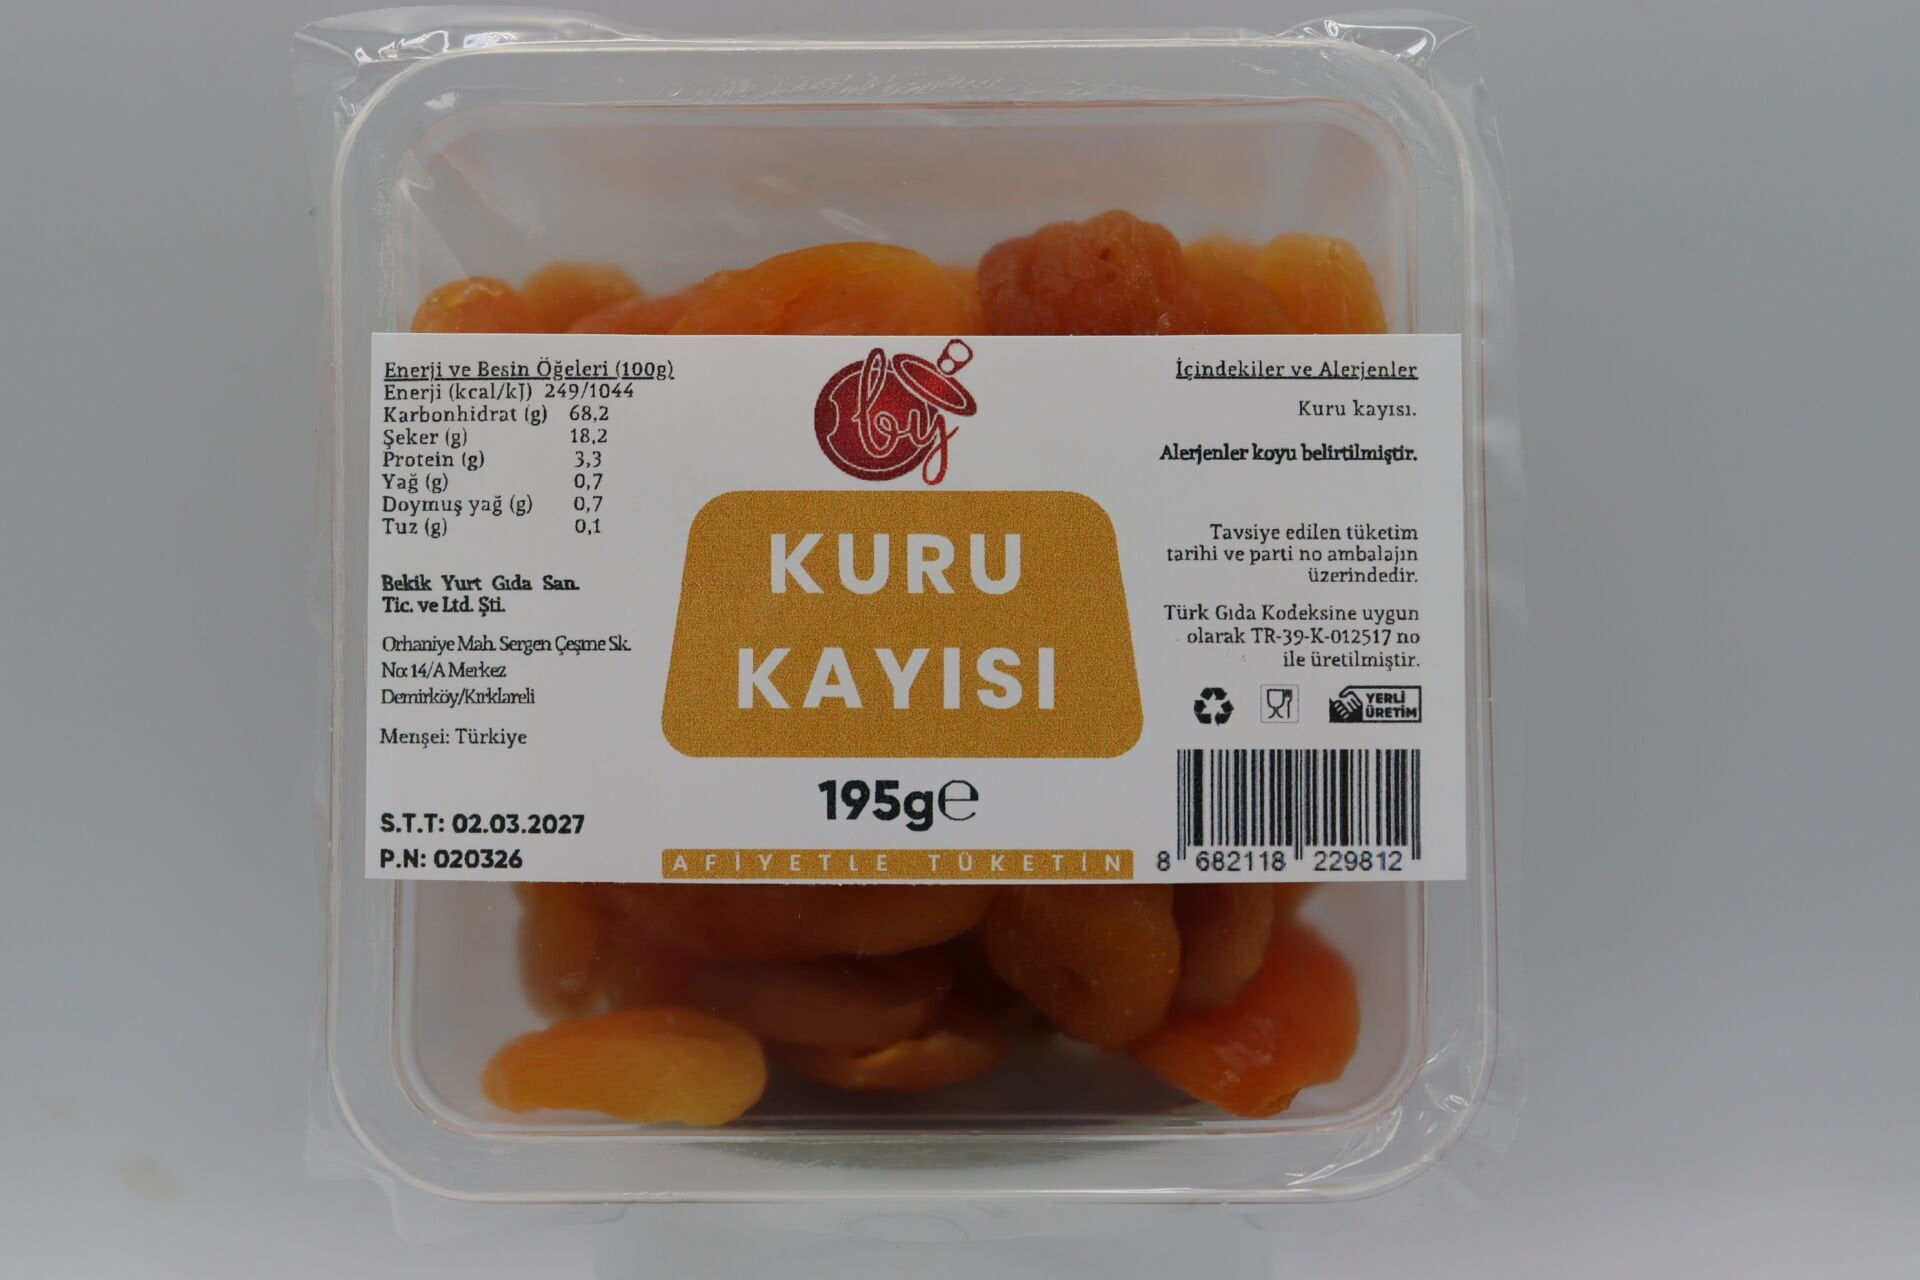 Enerji ve Besin Öğeleri (100g)
Enerji (kcal/kJ) 249/1044
Karbonhidrat (g) 68,2
Şeker (g) 18,2
Protein (g) 3,3
Yağ (g) 0,7
Doymuş yağ (g) 0,7
Tuz (g) 0,1
Bekik Yurt Gıda San.
Tic. ve Ltd. Şti.
Orhaniye Mah. Sergen Çeşme Sk.
No: 14/A Merkez
Demirköy/Kırklareli
Menşei: Türkiye
S.T.T: 02.03.2027
P.N: 020326
by
KURU
KAYISI
195g℮
AFİYETLE TÜKETİN
İçindekiler ve Alerjenler
Kuru kayısı.
Alerjenler koyu belirtilmiştir.
Tavsiye edilen tüketim
tarihi ve parti no ambalajın
üzerindedir.
Türk Gıda Kodeksine uygun
olarak TR-39-K-012517 no
ile üretilmiştir.
YERLİ
ÜRETİM
8 682118 229812